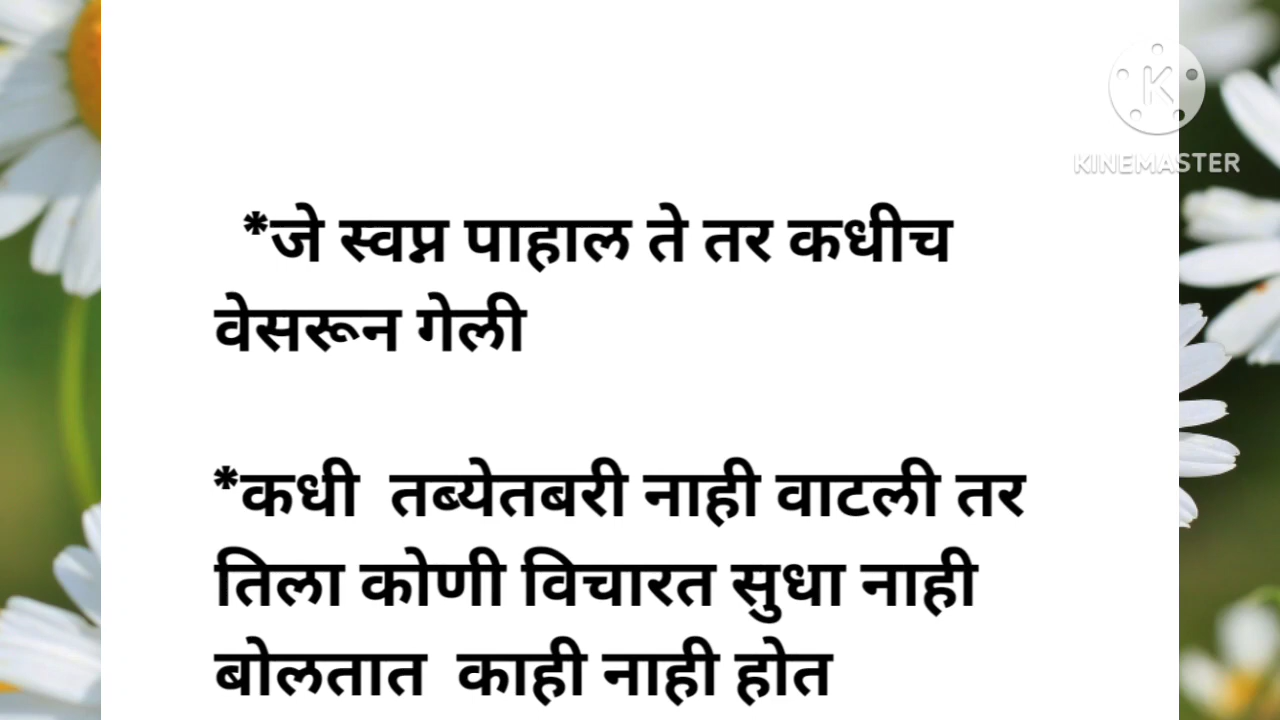 KINEMASTER
*जे स्वप्न पाहाल ते तर कधीच
वेसरून गेली
*कधी तब्येतबरी नाही वाटली तर
तिला कोणी विचारत सुधा नाही
बोलतात काही नाही होत